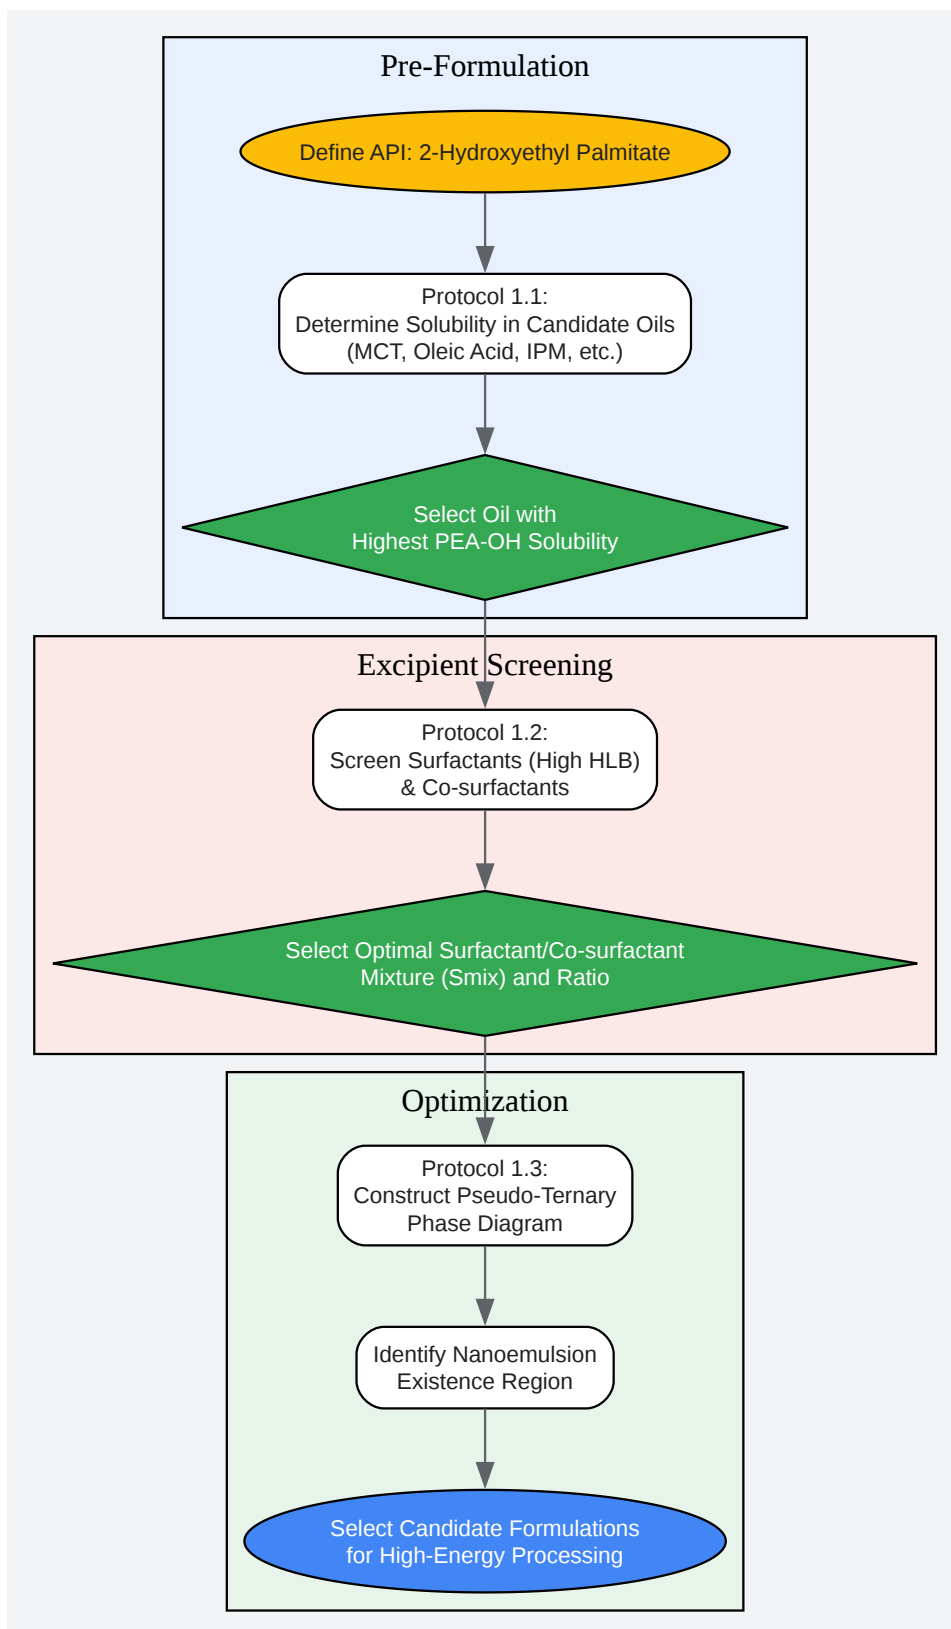 Pre-Formulation
Define API: 2-Hydroxyethyl Palmitate
Protocol 1.1:
Determine Solubility in Candidate Oils
(MCT, Oleic Acid, IPM, etc.)
Select Oil with
Highest PEA-OH Solubility
Excipient Screening
Protocol 1.2:
Screen Surfactants (High HLB)
& Co-surfactants
Select Optimal Surfactant/Co-surfactant
Mixture (Smix) and Ratio
Optimization
Protocol 1.3:
Construct Pseudo-Ternary
Phase Diagram
Identify Nanoemulsion
Existence Region
Select Candidate Formulations
for High-Energy Processing